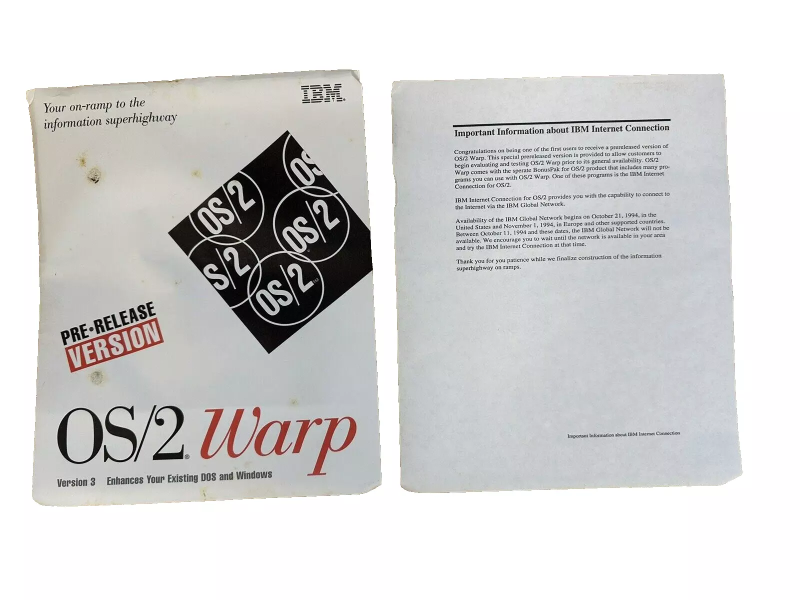 Your on-ramp to the
information superhighway
IBM.
OS/2
OS/2
OS/2
S/2
OS/2
PRE•RELEASE
VERSION
OS/2 Warp
Version 3 Enhances Your Existing DOS and Windows
Important Information about IBM Internet Connection
Congratulations on being one of the first users to receive a prereleased version of
OS/2 Warp. This special prereleased version is provided to allow customers to
begin evaluating and testing OS/2 Warp prior to its general availability. OS/2
Warp comes with the sperate BonusPak for OS/2 product that includes many pro-
grams you can use with OS/2 Warp. One of these programs is the IBM Internet
Connection for OS/2.
IBM Internet Connection for OS/2 provides you with the capability to connect to
the Internet via the IBM Global Network.
Availability of the IBM Global Network begins on October 21, 1994, in the
United States and November 1, 1994, in Europe and other supported countries.
Between October 11, 1994 and these dates, the IBM Global Network will not be
available. We encourage you to wait until the network is available in your area
and try the IBM Internet Connection at that time.
Thank you for you patience while we finalize construction of the information
superhighway on ramps.
Important Information about IBM Internet Connection